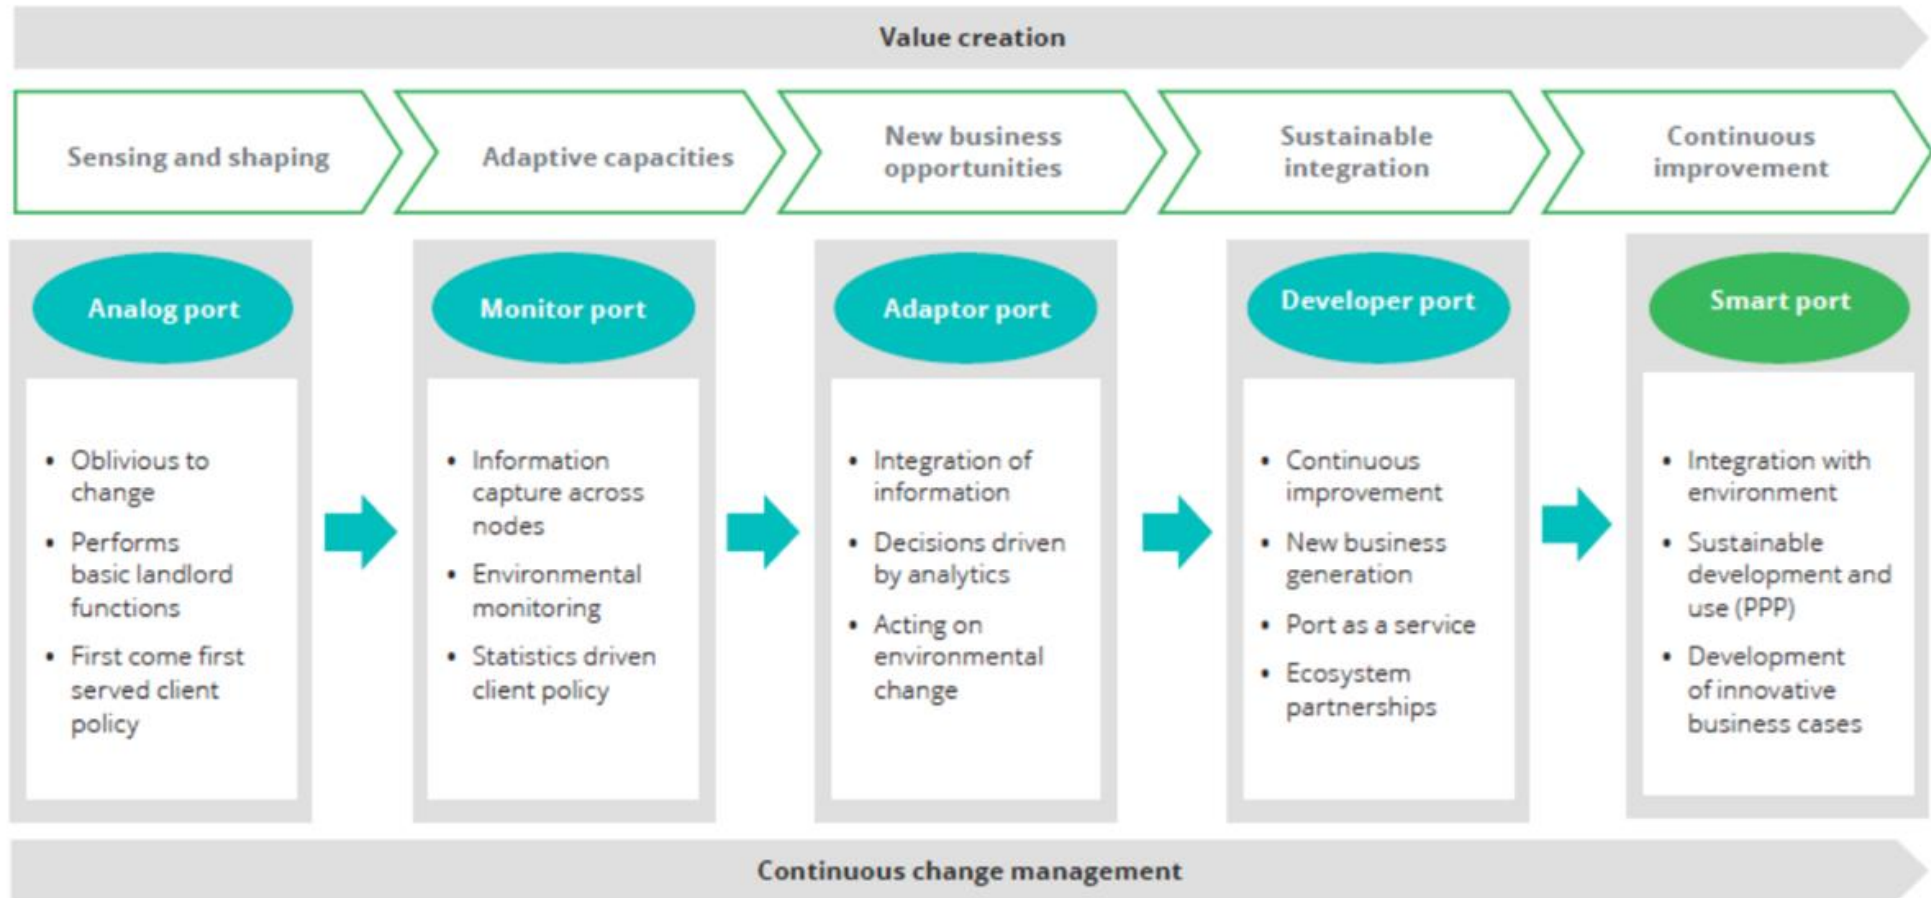 Value creation
Sensing and shaping
Adaptive capacities
New business
opportunities
Sustainable
integration
Continuous
improvement
Analog port
• Oblivious to
change
• Performs
basic landlord
functions
• First come first
served client
policy
Monitor port
• Information
capture across
nodes
• Environmental
monitoring
• Statistics driven
client policy
Adaptor port
• Integration of
information
• Decisions driven
by analytics
• Acting on
environmental
change
Developer port
• Continuous
improvement
• New business
generation
• Port as a service
• Ecosystem
partnerships
Smart port
• Integration with
environment
• Sustainable
development and
use (PPP)
• Development
of innovative
business cases
Continuous change management